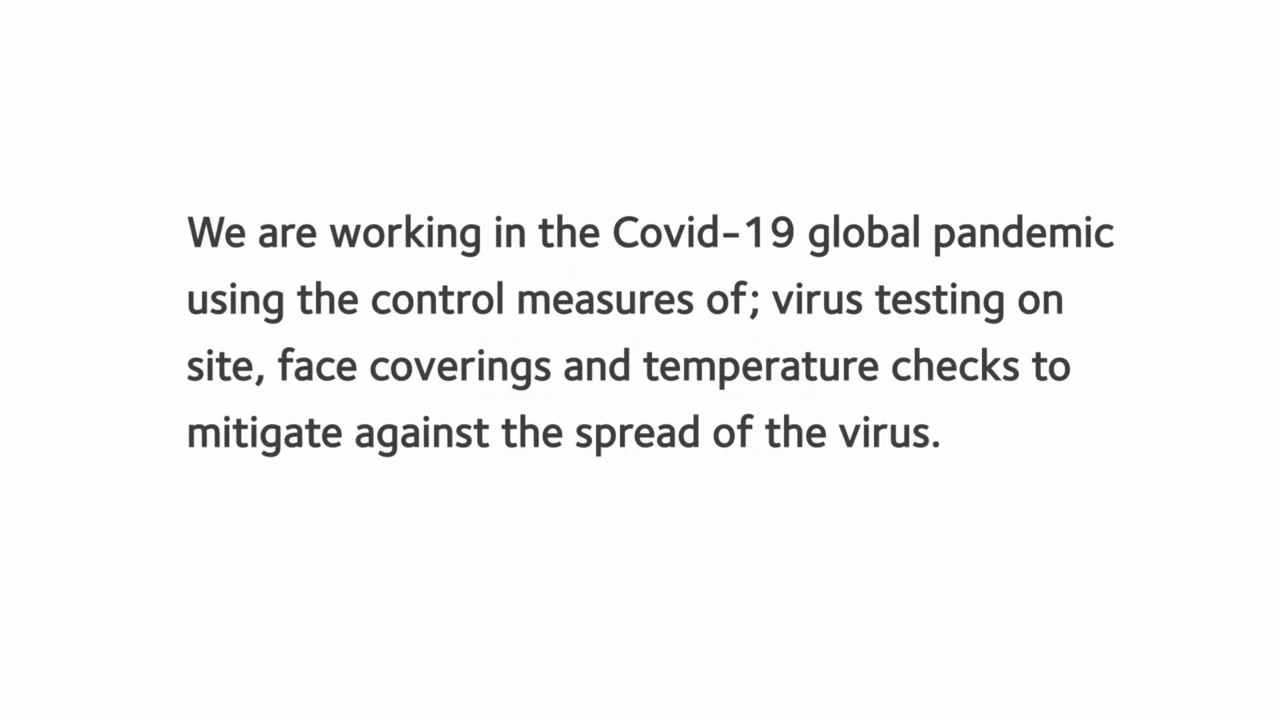 We are working in the Covid-19 global pandemic
using the control measures of; virus testing on
site, face coverings and temperature checks to
mitigate against the spread of the virus.